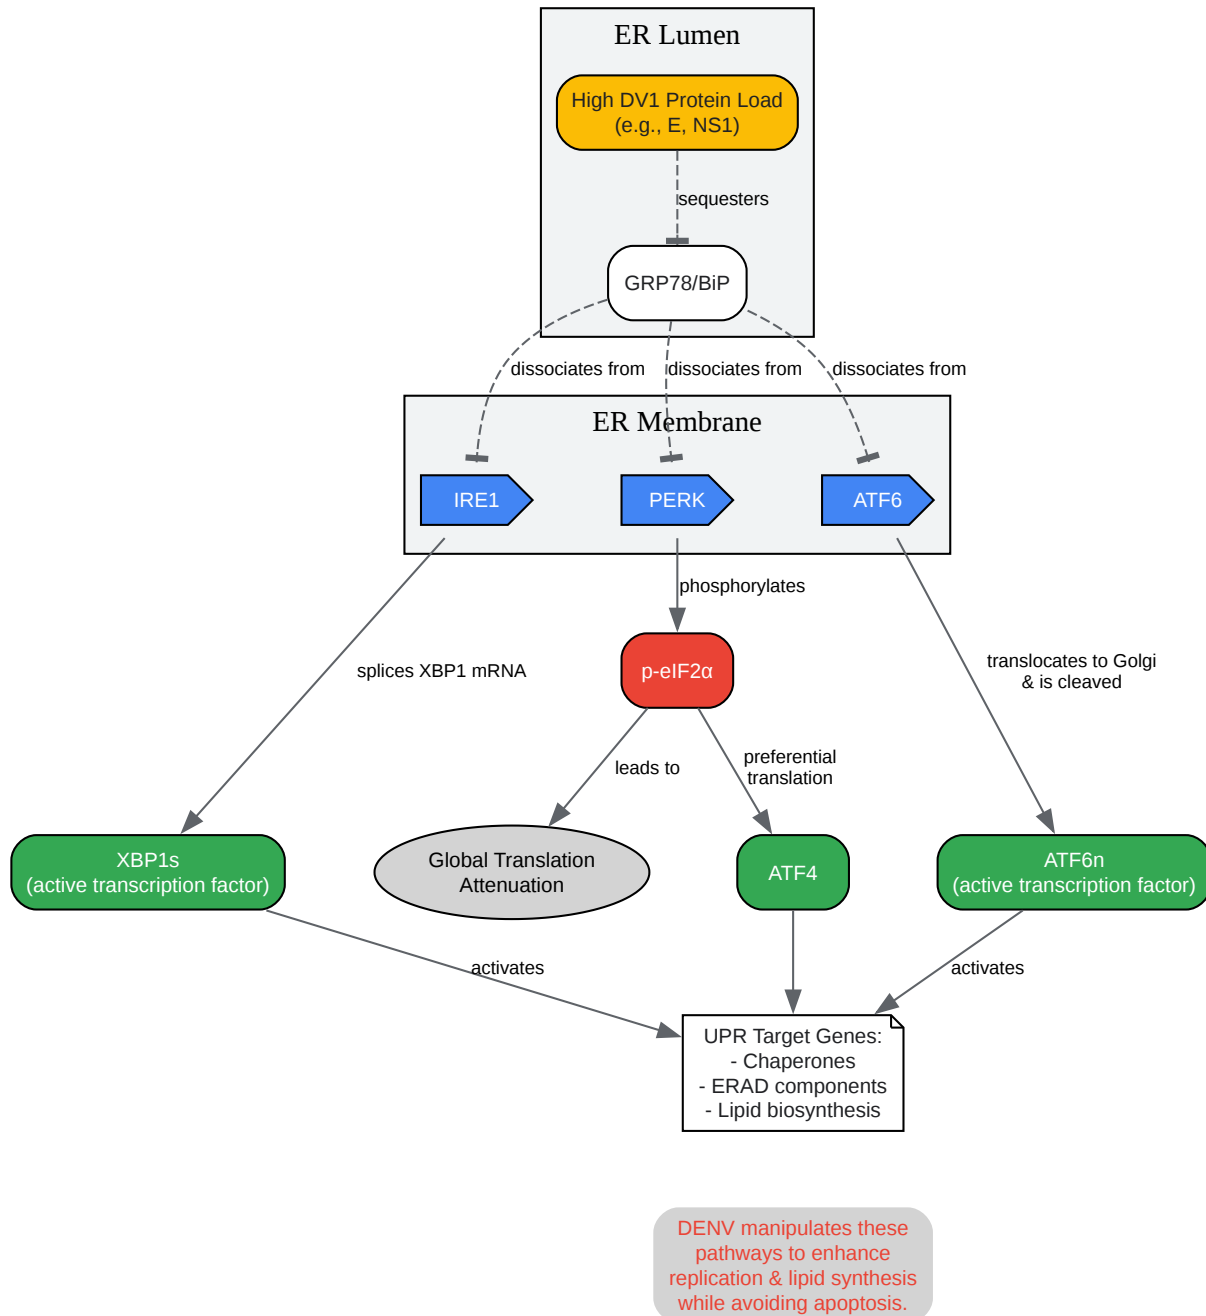 ER Lumen
High DV1 Protein Load
(e.g., E, NS1)
sequesters
GRP78/BiP
dissociates from
dissociates from
dissociates from
ER Membrane
IRE1
PERK
ATF6
phosphorylates
splices XBP1 mRNA
p-eIF2α
translocates to Golgi
& is cleaved
leads to
preferential
translation
XBP1s
(active transcription factor)
Global Translation
Attenuation
ATF4
ATF6n
(active transcription factor)
activates
activates
UPR Target Genes:
- Chaperones
- ERAD components
- Lipid biosynthesis
DENV manipulates these
pathways to enhance
replication & lipid synthesis
while avoiding apoptosis.